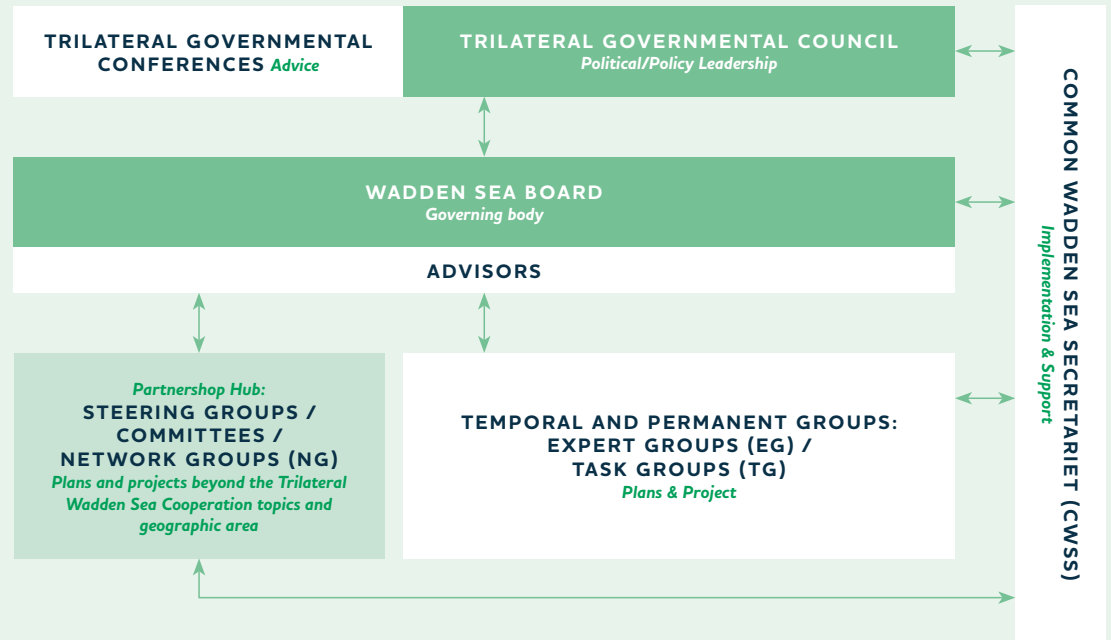 TRILATERAL GOVERNMENTAL
CONFERENCES Advice
TRILATERAL GOVERNMENTAL COUNCIL
Political/Policy Leadership
WADDEN SEA BOARD
Governing body
ADVISORS
Partnershop Hub:
STEERING GROUPS /
COMMITTEES /
NETWORK GROUPS (NG)
Plans and projects beyond the Trilateral
Wadden Sea Cooperation topics and
geographic area
TEMPORAL AND PERMANENT GROUPS:
EXPERT GROUPS (EG) /
TASK GROUPS (TG)
Plans & Project
COMMON WADDEN SEA SECRETARIET (CWSS)
Implementation & Support